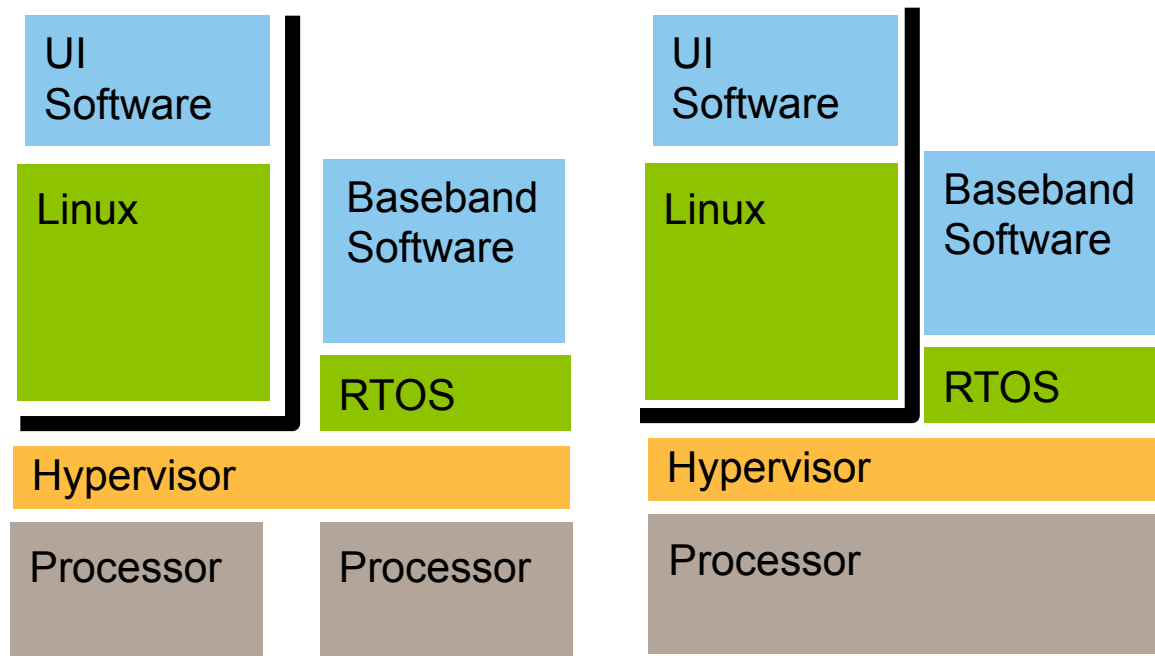 UI
Software
Linux
Baseband
Software
RTOS
Hypervisor
Processor
Processor
UI
Software
Linux
Baseband
Software
RTOS
Hypervisor
Processor